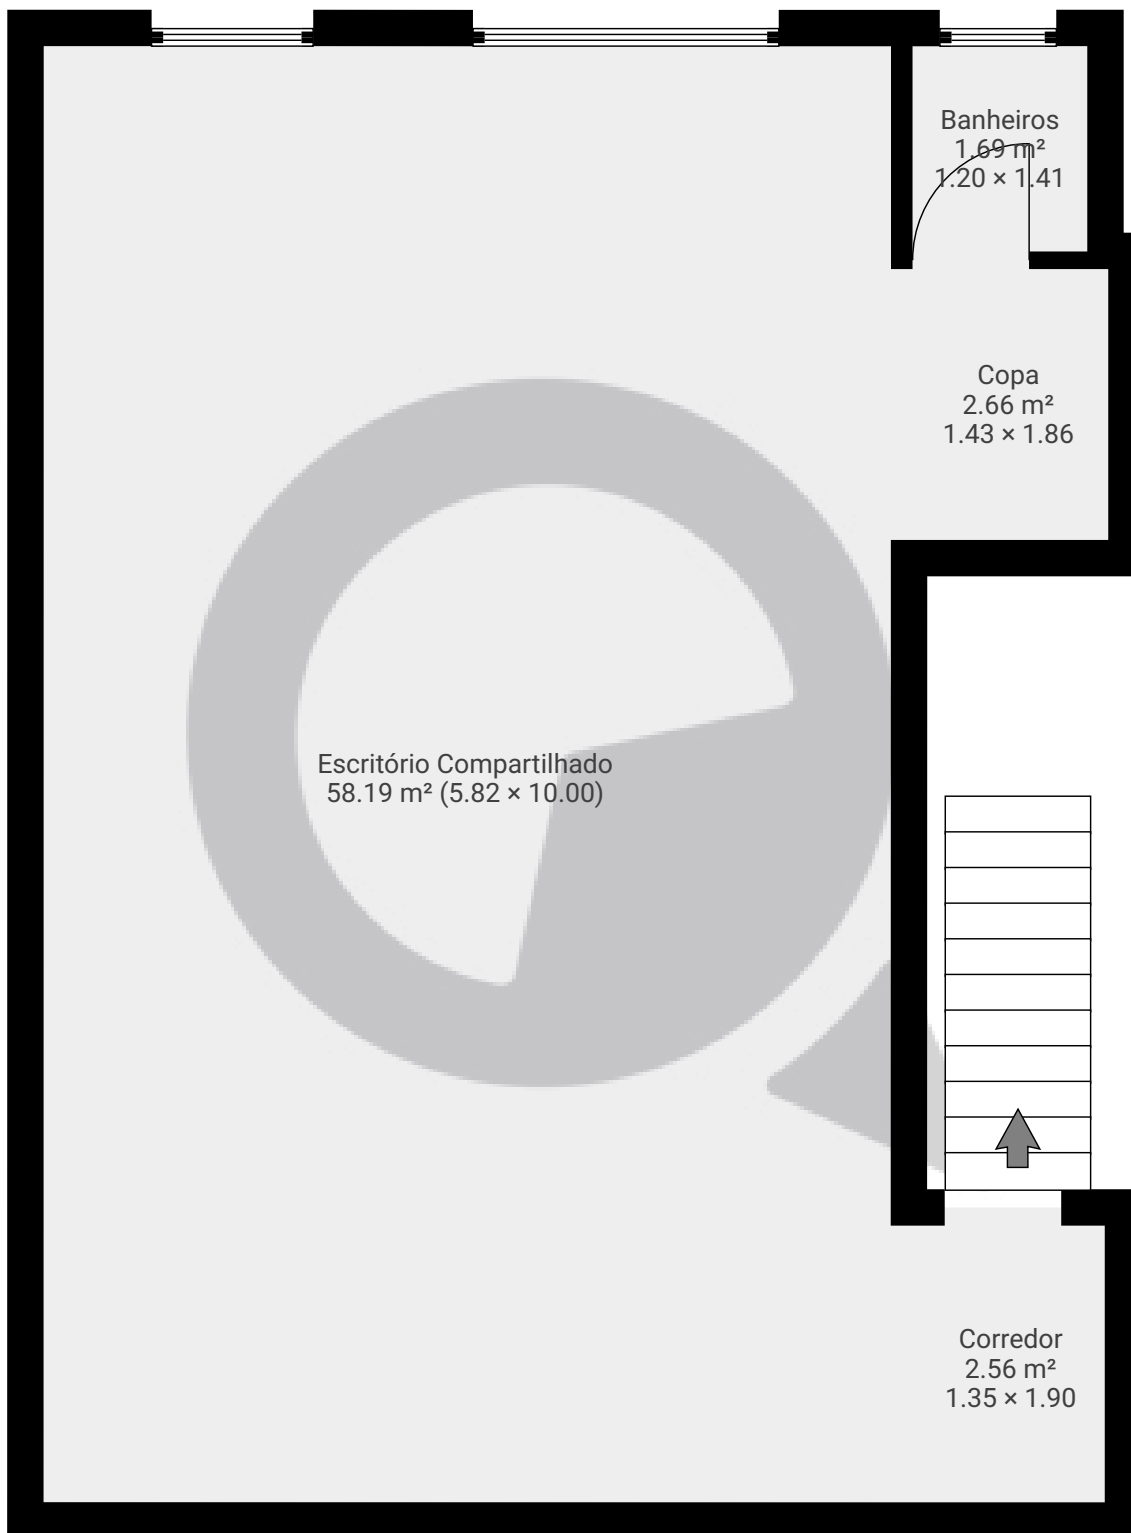 Banheiros
1.69 m²
1.20 × 1.41
Copa
2.66 m²
1.43 × 1.86
Escritório Compartilhado
58.19 m² (5.82 × 10.00)
Corredor
2.56 m²
1.35 × 1.90